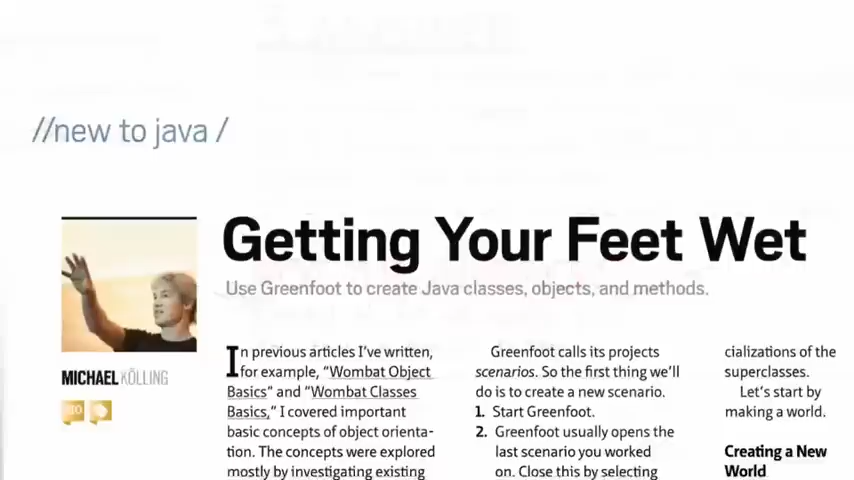 //new to java /
Getting Your Feet Wet
Use Greenfoot to create Java classes, objects, and methods.
MICHAEL KÖLLING
BIO
In previous articles I've written,
for example, "Wombat Object
Basics" and "Wombat Classes
Basics," I covered important
basic concepts of object orienta-
tion. The concepts were explored
mostly by investigating existing
Greenfoot calls its projects
scenarios. So the first thing we'll
do is to create a new scenario.
1. Start Greenfoot.
2. Greenfoot usually opens the
last scenario you worked
on. Close this by selecting
cializations of the
superclasses.
Let's start by
making a world.
Creating a New
World